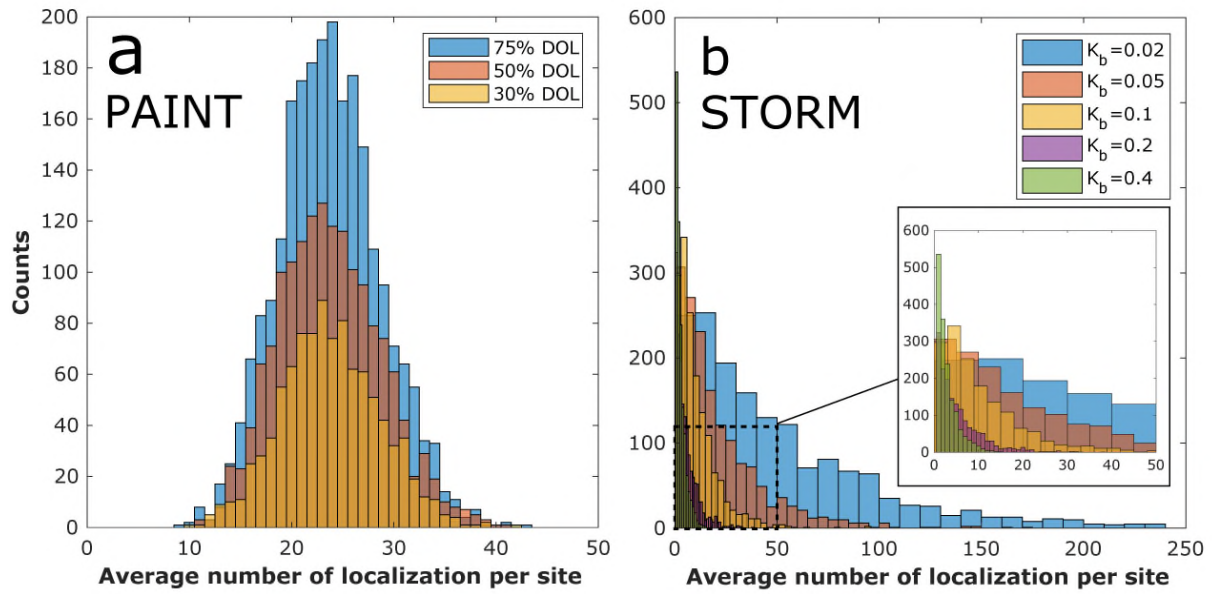 a
PAINT
75% DOL
50% DOL
30% DOL
200
180
160
140
120
100
80
60
40
20
0
Counts
0 10 20 30 40 50
Average number of localization per site
b
STORM
K_b=0.02
K_b=0.05
K_b=0.1
K_b=0.2
K_b=0.4
600
500
400
300
200
100
0
0 50 100 150 200 250
Average number of localization per site
600
500
400
300
200
100
0
0 10 20 30 40 50